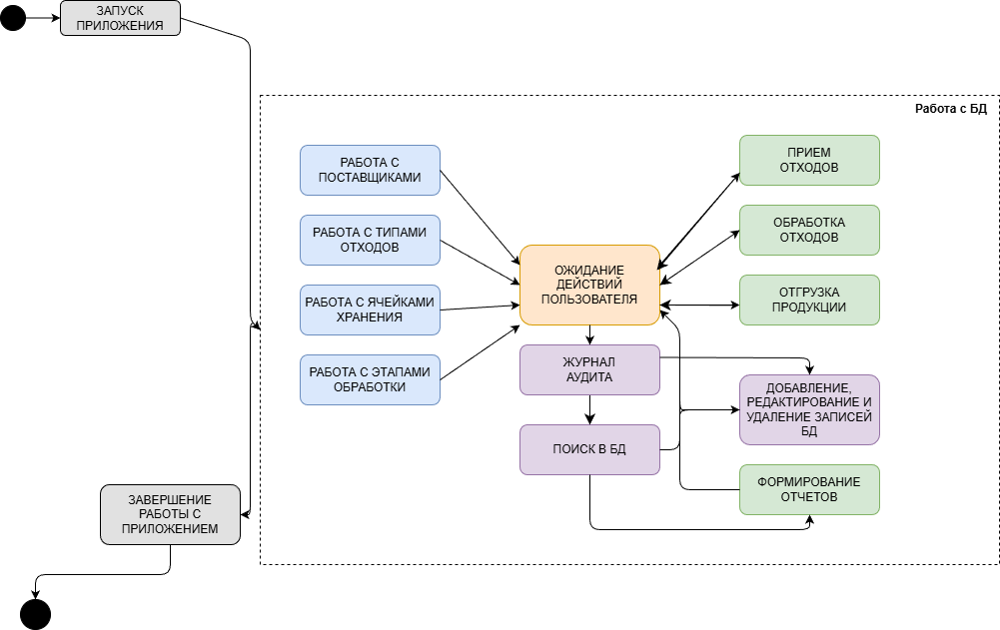 ЗАПУСК
ПРИЛОЖЕНИЯ
Работа с БД
РАБОТА С
ПОСТАВЩИКАМИ
РАБОТА С ТИПАМИ
ОТХОДОВ
РАБОТА С ЯЧЕЙКАМИ
ХРАНЕНИЯ
РАБОТА С ЭТАПАМИ
ОБРАБОТКИ
ОЖИДАНИЕ
ДЕЙСТВИЙ
ПОЛЬЗОВАТЕЛЯ
ЖУРНАЛ
АУДИТА
ПОИСК В БД
ПРИЕМ
ОТХОДОВ
ОБРАБОТКА
ОТХОДОВ
ОТГРУЗКА
ПРОДУКЦИИ
ДОБАВЛЕНИЕ,
РЕДАКТИРОВАНИЕ И
УДАЛЕНИЕ ЗАПИСЕЙ
БД
ФОРМИРОВАНИЕ
ОТЧЕТОВ
ЗАВЕРШЕНИЕ
РАБОТЫ С
ПРИЛОЖЕНИЕМ